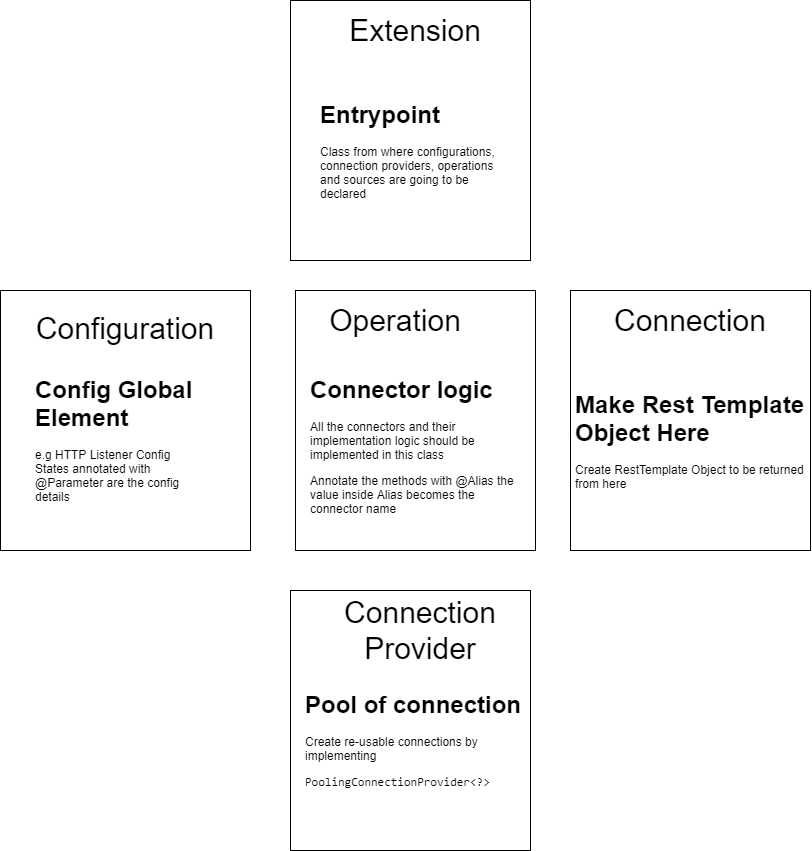 Extension
Entrypoint
Class from where configurations,
connection providers, operations
and sources are going to be
declared
Configuration
Config Global
Element
e.g HTTP Listener Config
States annotated with
@Parameter are the config
details
Operation
Connector logic
All the connectors and their
implementation logic should be
implemented in this class
Annotate the methods with @Alias the
value inside Alias becomes the
connector name
Connection
Make Rest Template
Object Here
Create RestTemplate Object to be returned
from here
Connection
Provider
Pool of connection
Create re-usable connections by
implementing
PoolingConnectionProvider<?>